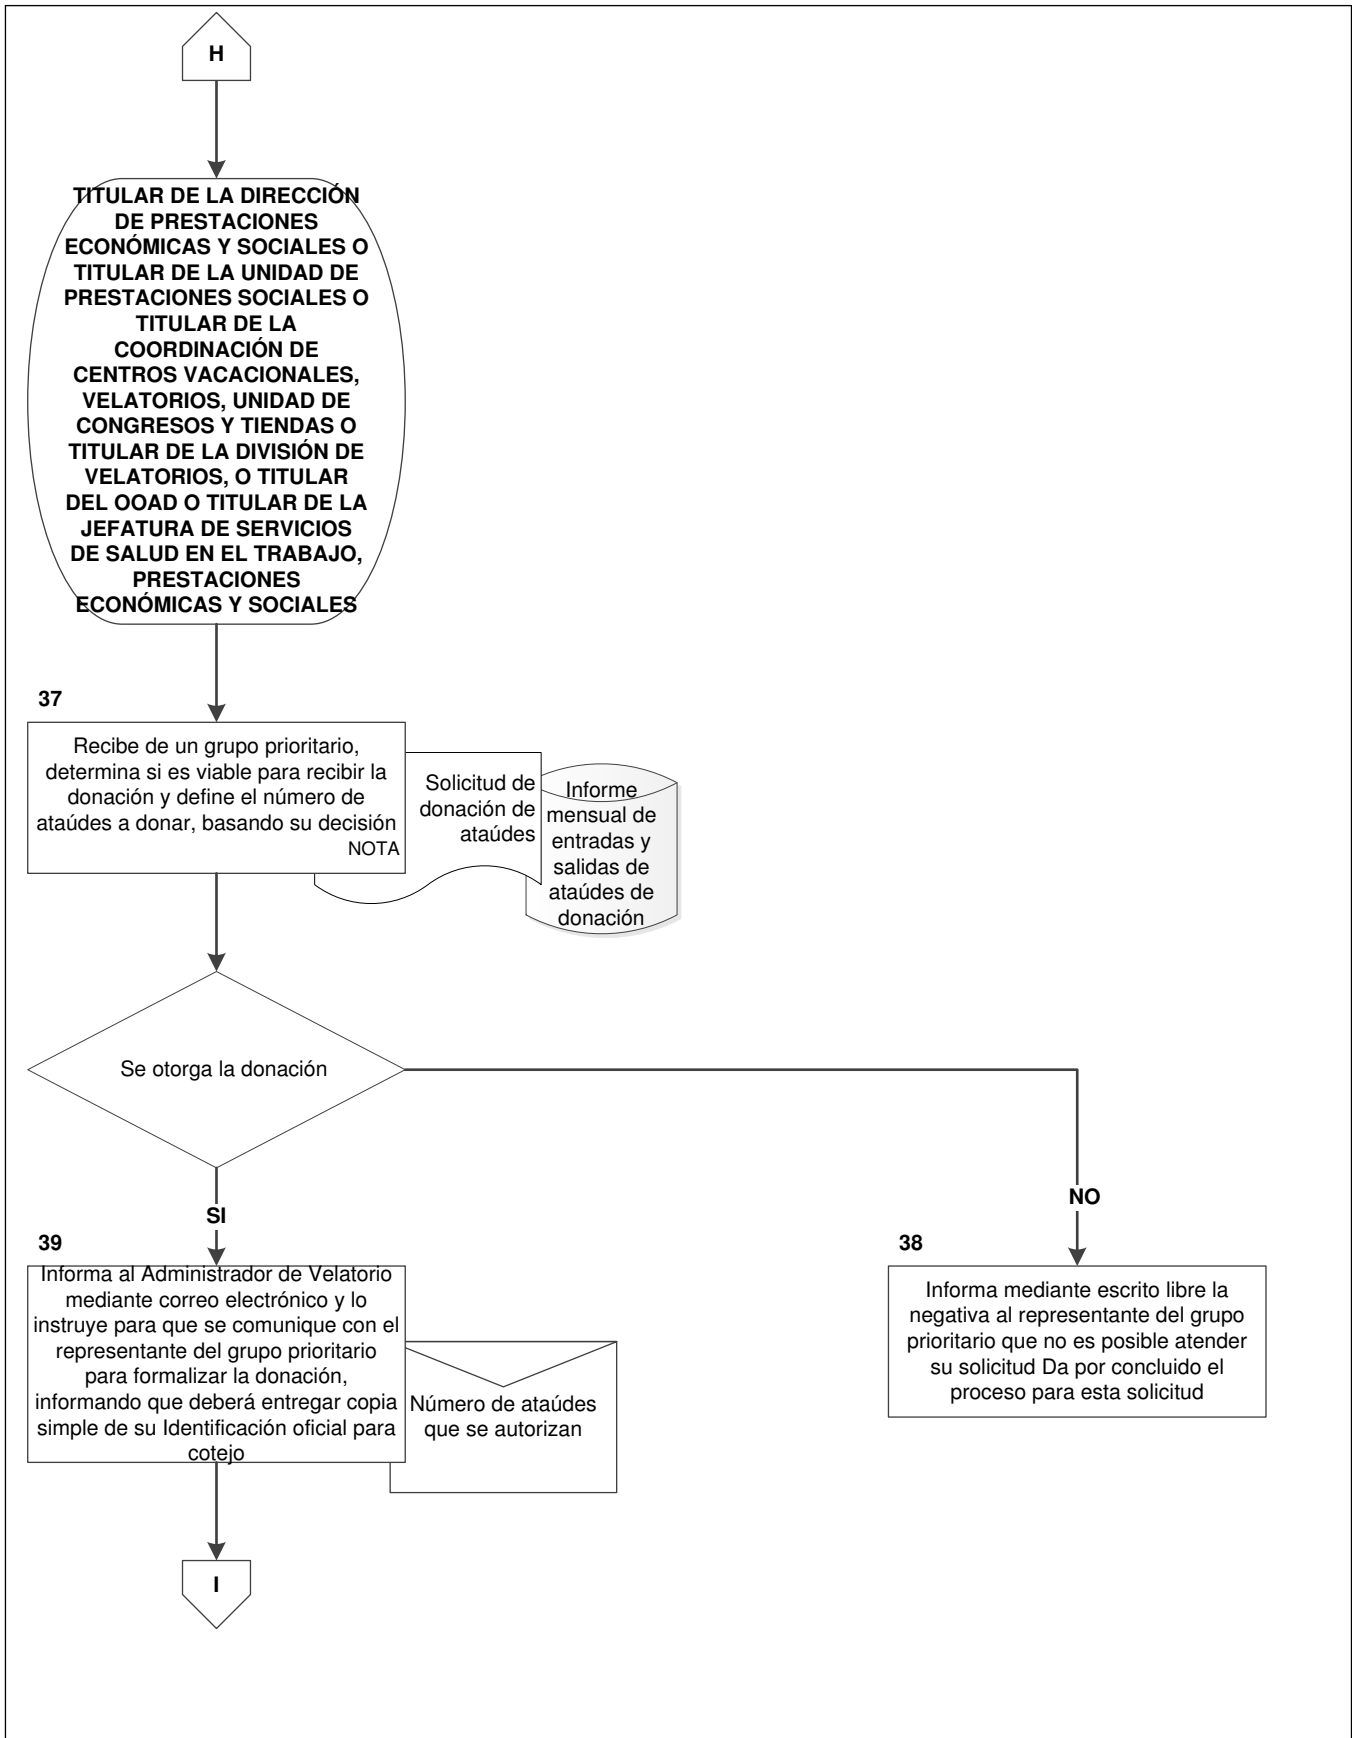 H
TITULAR DE LA DIRECCIÓN
DE PRESTACIONES
ECONÓMICAS Y SOCIALES O
TITULAR DE LA UNIDAD DE
PRESTACIONES SOCIALES O
TITULAR DE LA
COORDINACIÓN DE
CENTROS VACACIONALES,
VELATORIOS, UNIDAD DE
CONGRESOS Y TIENDAS O
TITULAR DE LA DIVISIÓN DE
VELATORIOS, O TITULAR
DEL OOAD O TITULAR DE LA
JEFATURA DE SERVICIOS
DE SALUD EN EL TRABAJO,
PRESTACIONES
ECONÓMICAS Y SOCIALES
37
Recibe de un grupo prioritario,
determina si es viable para recibir la
donación y define el número de
ataúdes a donar, basando su decisión
NOTA
Solicitud de
donación de
ataúdes
Informe
mensual de
entradas y
salidas de
ataúdes de
donación
Se otorga la donación
SI
NO
39
Informa al Administrador de Velatorio
mediante correo electrónico y lo
instruye para que se comunique con el
representante del grupo prioritario
para formalizar la donación,
informando que deberá entregar copia
simple de su Identificación oficial para
cotejo
Número de ataúdes
que se autorizan
38
Informa mediante escrito libre la
negativa al representante del grupo
prioritario que no es posible atender
su solicitud Da por concluido el
proceso para esta solicitud
I